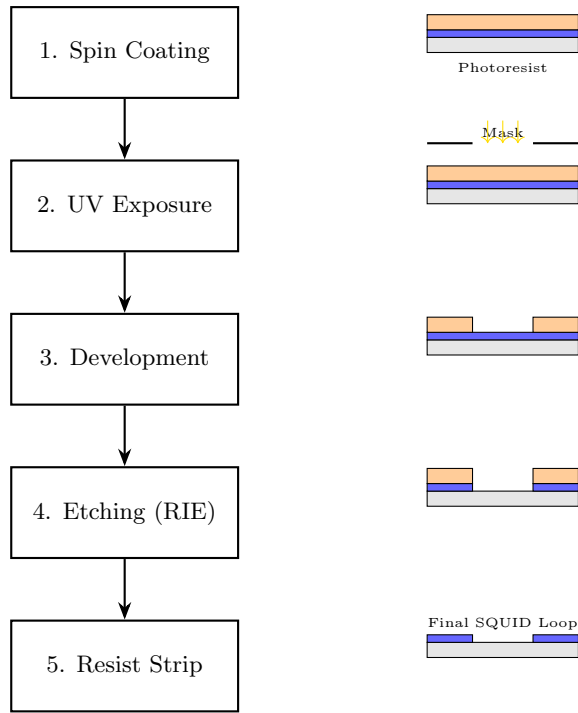 1. Spin Coating
Photoresist
Mask
2. UV Exposure
3. Development
4. Etching (RIE)
Final SQUID Loop
5. Resist Strip